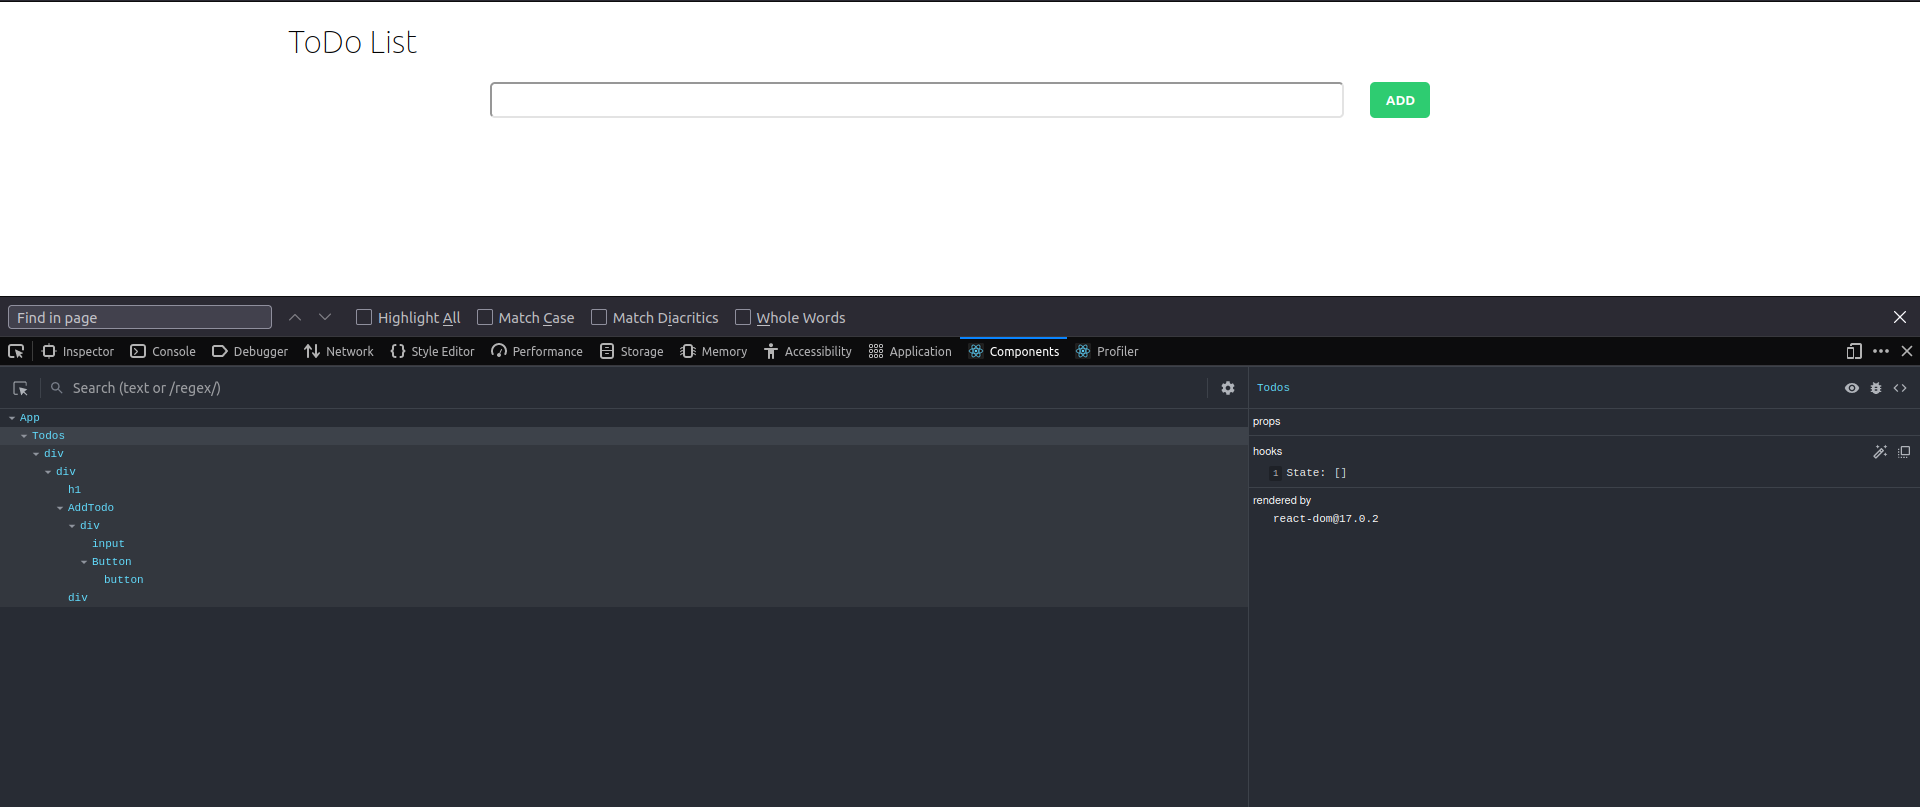 ToDo List
ADD
Find in page Highlight All Match Case Match Diacritics Whole Words
Inspector Console Debugger Network Style Editor Performance Storage Memory Accessibility Application Components Profiler
Search (text or /regex/)
Todos
App
Todos
div
div
h1
AddTodo
div
input
Button
button
div
props
hooks
1 State: []
rendered by
react-dom@17.0.2